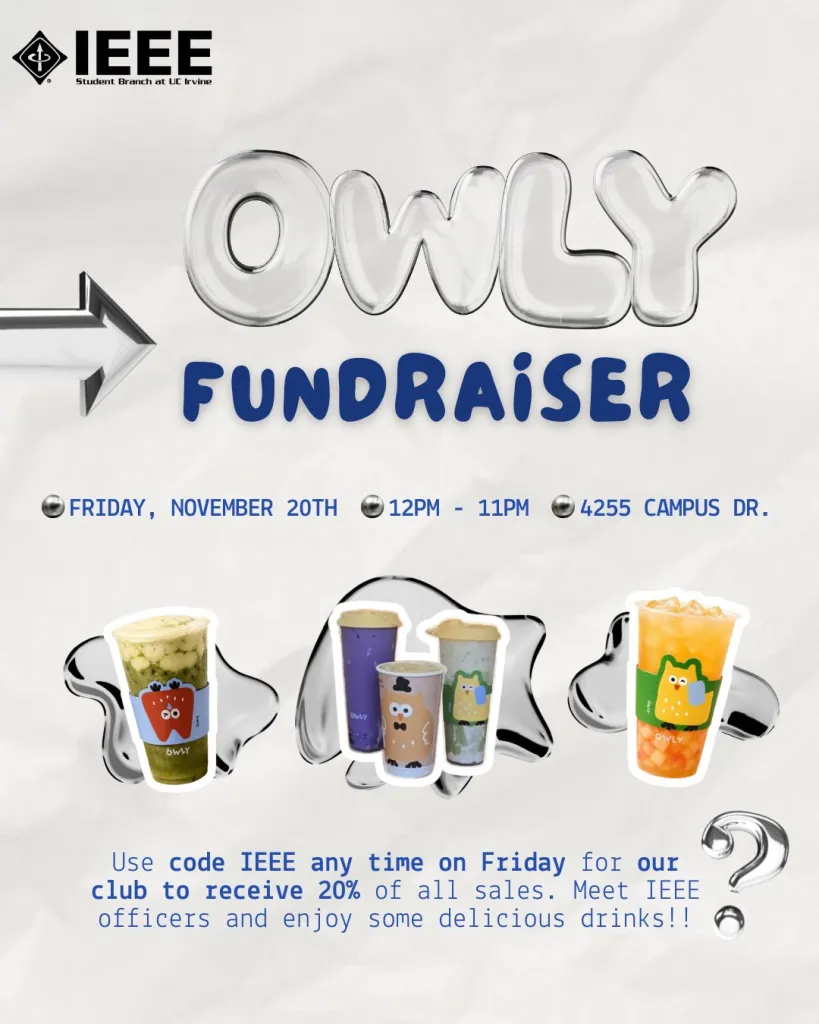 IEEE
Student Branch at UC Irvine
OWLY
FUNDRAiSER
FRIDAY, NOVEMBER 20TH 12PM - 11PM 4255 CAMPUS DR.
OWLY
OWLY
OWLY
Use code IEEE any time on Friday for our
club to receive 20% of all sales. Meet IEEE
officers and enjoy some delicious drinks!!
?